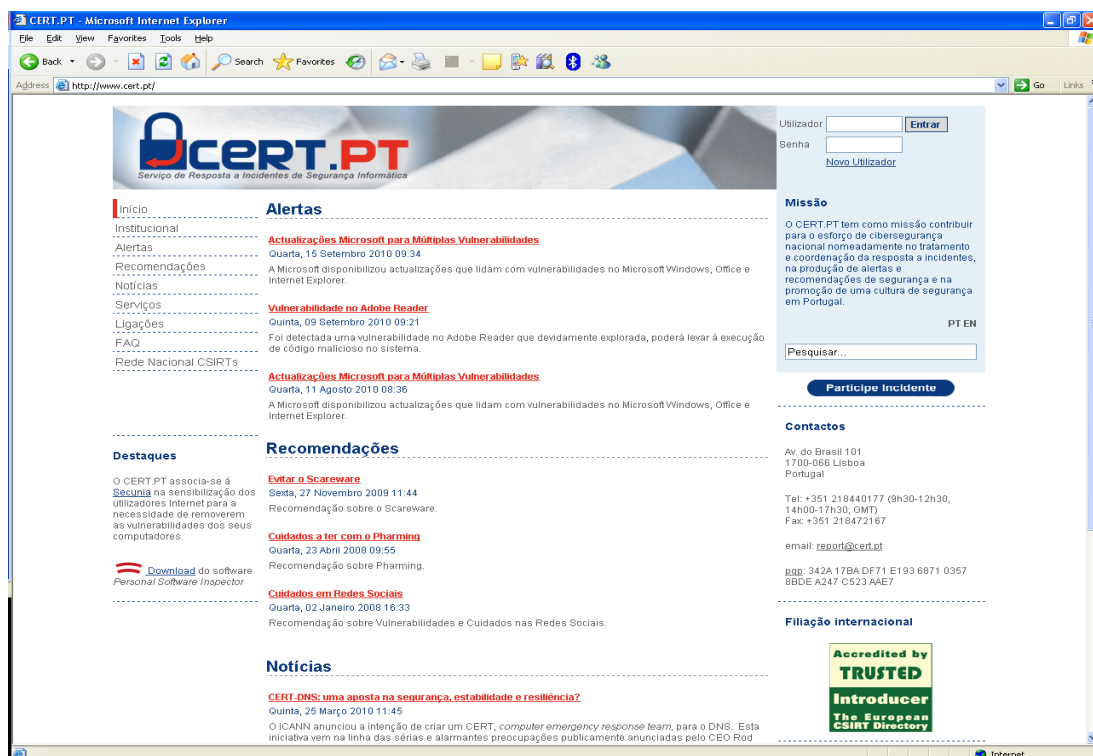 CERT.PT - Microsoft Internet Explorer
File Edit View Favorites Tools Help
Back Search Favorites
Address http://www.cert.pt/ Go Links
CERT.PT
Serviço de Resposta a Incidentes de Segurança Informática
Utilizador Entrar
Senha
Novo Utilizador
Início
Institucional
Alertas
Recomendações
Notícias
Serviços
Ligações
FAQ
Rede Nacional CSIRTs
Destaques
O CERT.PT associa-se à
Secunia na sensibilização dos
utilizadores Internet para a
necessidade de removerem
as vulnerabilidades dos seus
computadores.
Download do software
Personal Software Inspector
Alertas
Actualizações Microsoft para Múltiplas Vulnerabilidades
Quarta, 15 Setembro 2010 09:34
A Microsoft disponibilizou actualizações que lidam com vulnerabilidades no Microsoft Windows, Office e
Internet Explorer.
Vulnerabilidade no Adobe Reader
Quinta, 09 Setembro 2010 09:21
Foi detectada uma vulnerabilidade no Adobe Reader que devidamente explorada, poderá levar à execução
de código malicioso no sistema.
Actualizações Microsoft para Múltiplas Vulnerabilidades
Quarta, 11 Agosto 2010 08:36
A Microsoft disponibilizou actualizações que lidam com vulnerabilidades no Microsoft Windows, Office e
Internet Explorer.
Recomendações
Evitar o Scareware
Sexta, 27 Novembro 2009 11:44
Recomendação sobre o Scareware.
Cuidados a ter com o Pharming
Quarta, 23 Abril 2008 09:55
Recomendação sobre Pharming.
Cuidados em Redes Sociais
Quarta, 02 Janeiro 2008 16:33
Recomendação sobre Vulnerabilidades e Cuidados nas Redes Sociais.
Notícias
CERT-DNS: uma aposta na segurança, estabilidade e resiliência?
Quinta, 25 Março 2010 11:45
O ICANN anunciou a intenção de criar um CERT, computer emergency response team, para o DNS. Esta
iniciativa vem na linha das sérias e alarmantes preocupações publicamente anunciadas pelo CEO Rod
Missão
O CERT.PT tem como missão contribuir
para o esforço de cibersegurança
nacional nomeadamente no tratamento
e coordenação da resposta a incidentes,
na produção de alertas e
recomendações de segurança e na
promoção de uma cultura de segurança
em Portugal.
PT EN
Pesquisar...
Participe Incidente
Contactos
Av. do Brasil 101
1700-066 Lisboa
Portugal
Tel: +351 218440177 (9h30-12h30,
14h00-17h30; GMT)
Fax: +351 218472167
email: report@cert.pt
pgp: 342A 17BA DF71 E193 6871 0357
8BDE A247 C523 AAE7
Filiação internacional
Accredited by
TRUSTED
Introducer
The European
CSIRT Directory
Internet